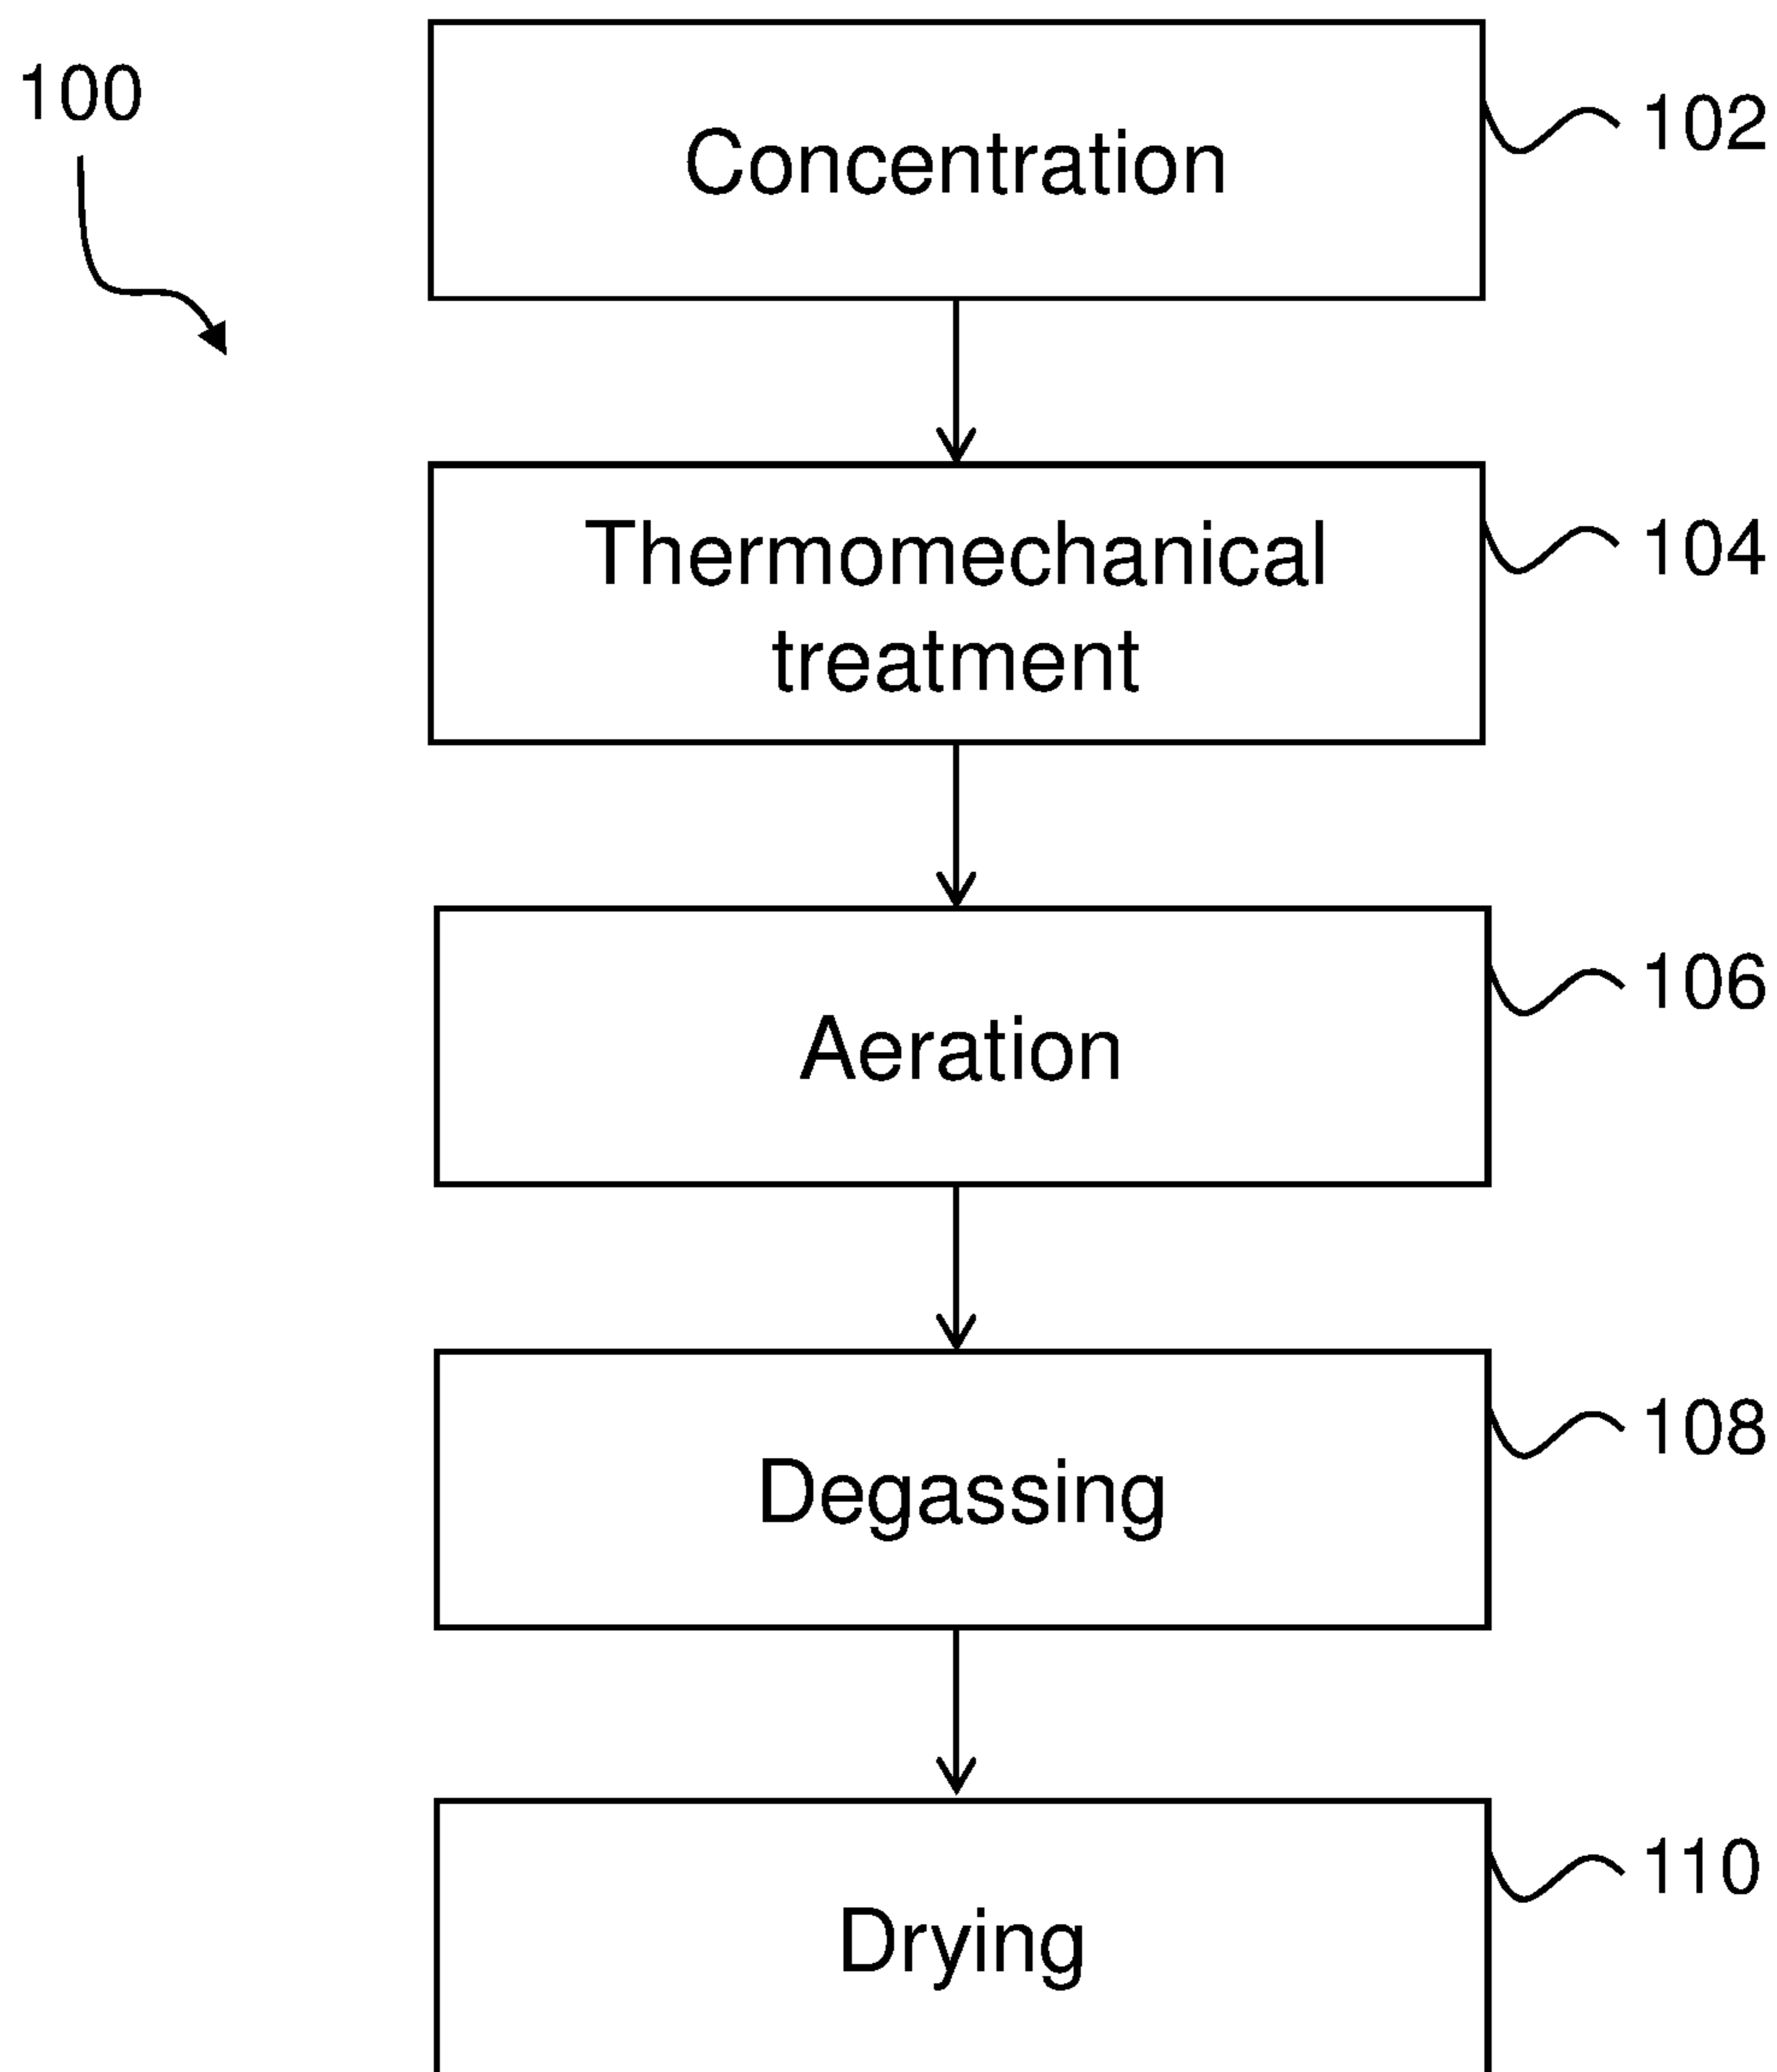 100
Concentration
102
Thermomechanical
treatment
104
Aeration
106
Degassing
108
Drying
110